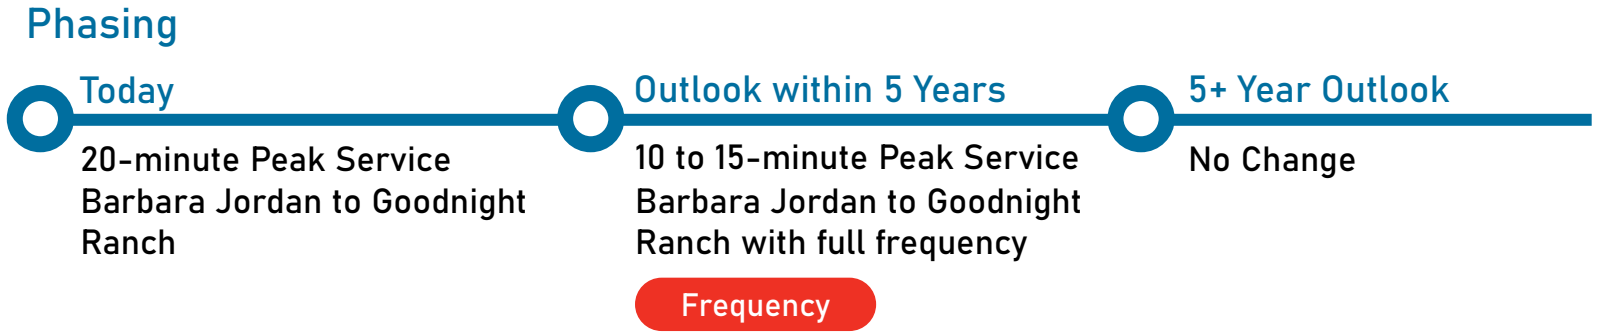 Phasing
Today
20-minute Peak Service
Barbara Jordan to Goodnight
Ranch
Outlook within 5 Years
10 to 15-minute Peak Service
Barbara Jordan to Goodnight
Ranch with full frequency
Frequency
5+ Year Outlook
No Change